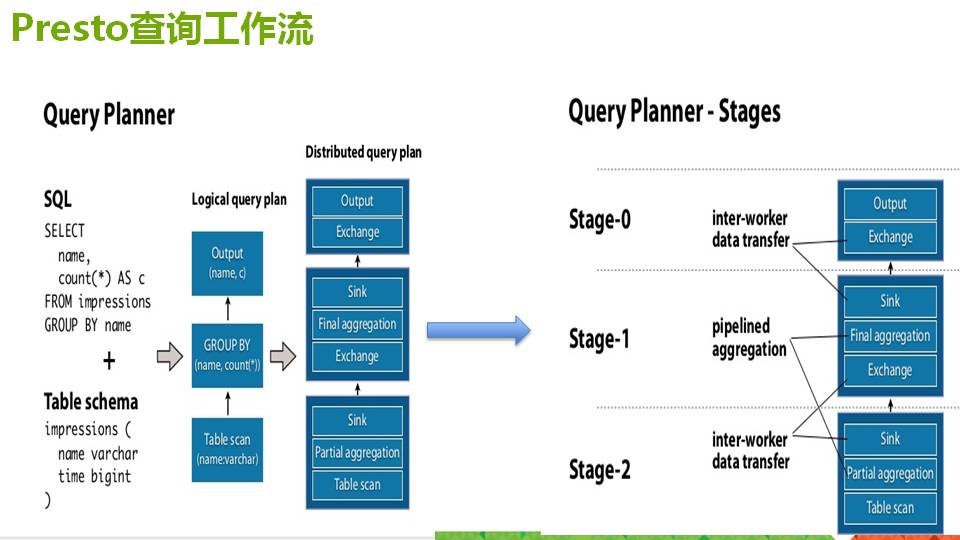 Presto查询工作流
Query Planner
SQL
SELECT
name,
count(*) AS c
FROM impressions
GROUP BY name
+
Table schema
impressions (
name varchar
time bigint
)
Logical query plan
Output
(name, c)
GROUP BY
(name, count(*))
Table scan
(name:varchar)
Distributed query plan
Output
Exchange
Sink
Final aggregation
Exchange
Sink
Partial aggregation
Table scan
Query Planner - Stages
Stage-0
inter-worker
data transfer
Output
Exchange
Stage-1
pipelined
aggregation
Sink
Final aggregation
Exchange
Stage-2
inter-worker
data transfer
Sink
Partial aggregation
Table scan